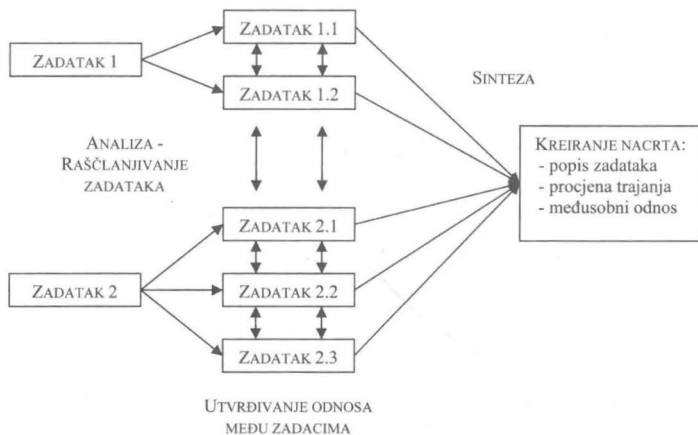 ZADATAK 1
ZADATAK 1.1
ZADATAK 1.2
SINTEZA
ANALIZA -
RAŠČLANJIVANJE
ZADATAKA
KREIRANJE NACRTA:
- popis zadataka
- procjena trajanja
- međusobni odnos
ZADATAK 2
ZADATAK 2.1
ZADATAK 2.2
ZADATAK 2.3
UTVRĐIVANJE ODNOSA
MEĐU ZADACIMA